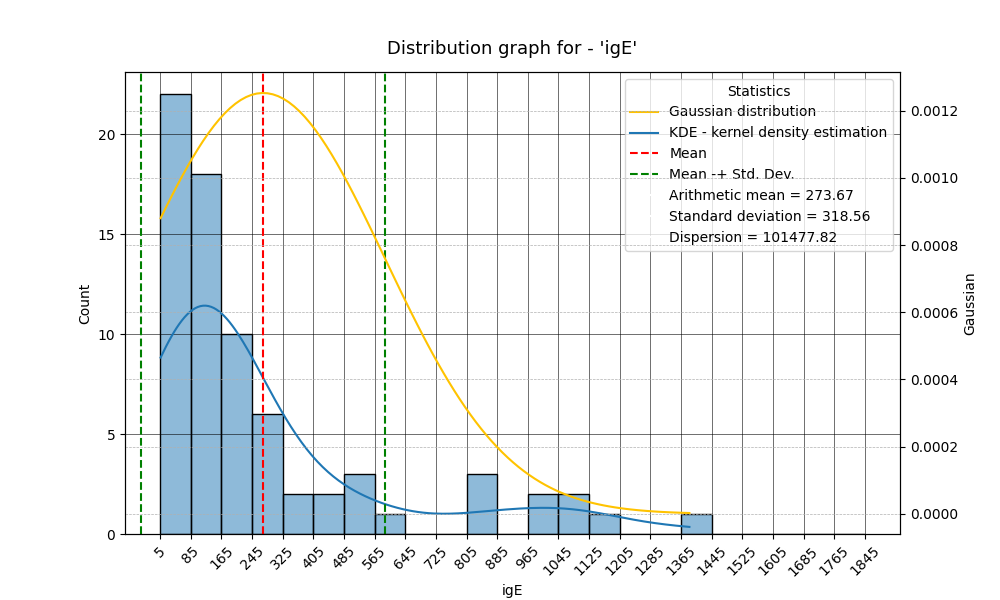 Distribution graph for - 'igE'
Statistics
Gaussian distribution
KDE - kernel density estimation
Mean
Mean -+ Std. Dev.
Arithmetic mean = 273.67
Standard deviation = 318.56
Dispersion = 101477.82
Count
20
15
10
5
0
Gaussian
0.0012
0.0010
0.0008
0.0006
0.0004
0.0002
0.0000
5 85 165 245 325 405 485 565 645 725 805 885 965 1045 1125 1205 1285 1365 1445 1525 1605 1685 1765 1845
igE